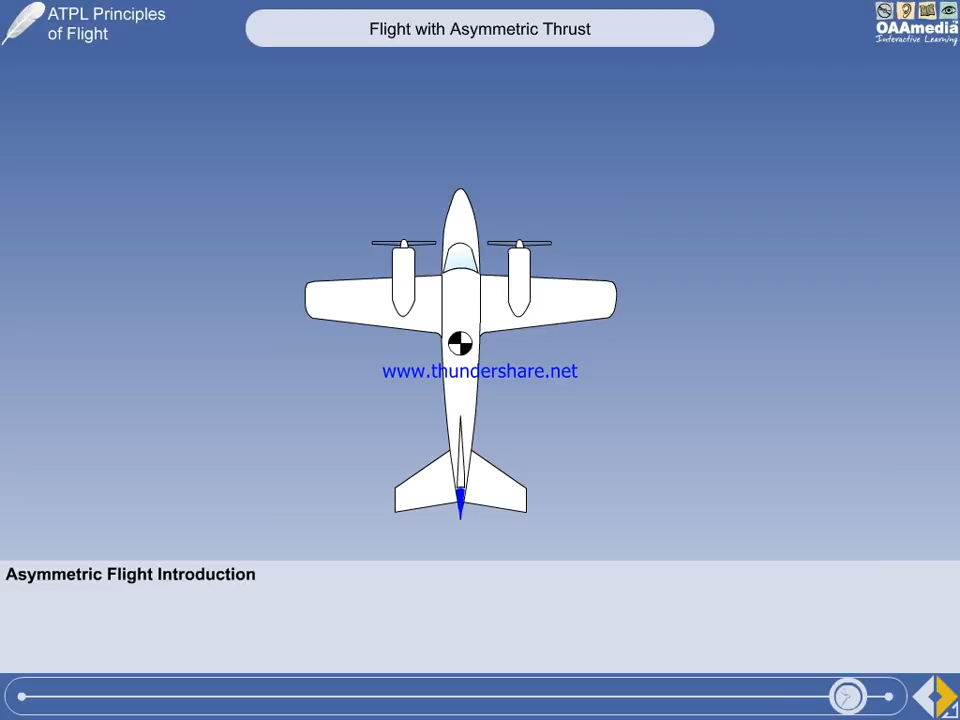 ATPL Principles
of Flight
Flight with Asymmetric Thrust
OAAmedia
Interactive Learning
www.thundershare.net
Asymmetric Flight Introduction